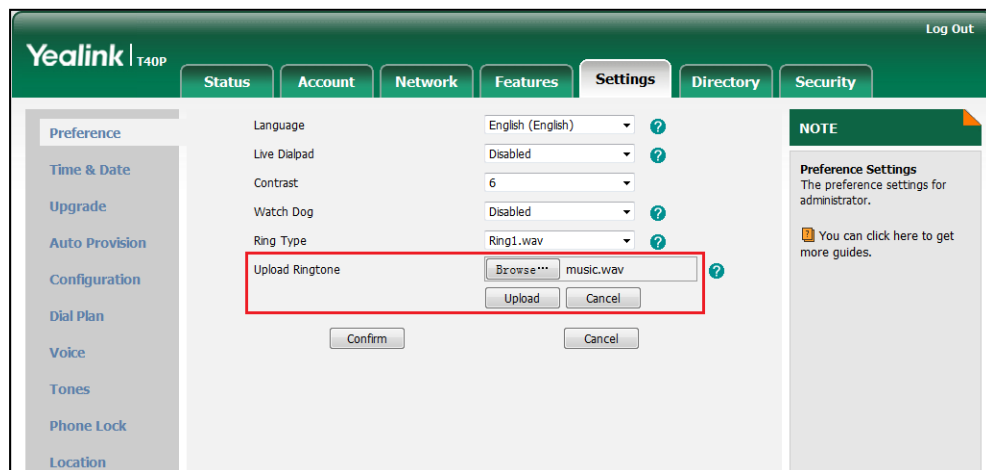 Log Out
Yealink | T40P
Status Account Network Features Settings Directory Security
Preference
Time & Date
Upgrade
Auto Provision
Configuration
Dial Plan
Voice
Tones
Phone Lock
Location
Language English (English) ?
Live Dialpad Disabled ?
Contrast 6
Watch Dog Disabled ?
Ring Type Ring1.wav ?
Upload Ringtone Browse··· music.wav ?
Upload Cancel
Confirm Cancel
NOTE
Preference Settings
The preference settings for
administrator.
? You can click here to get
more guides.